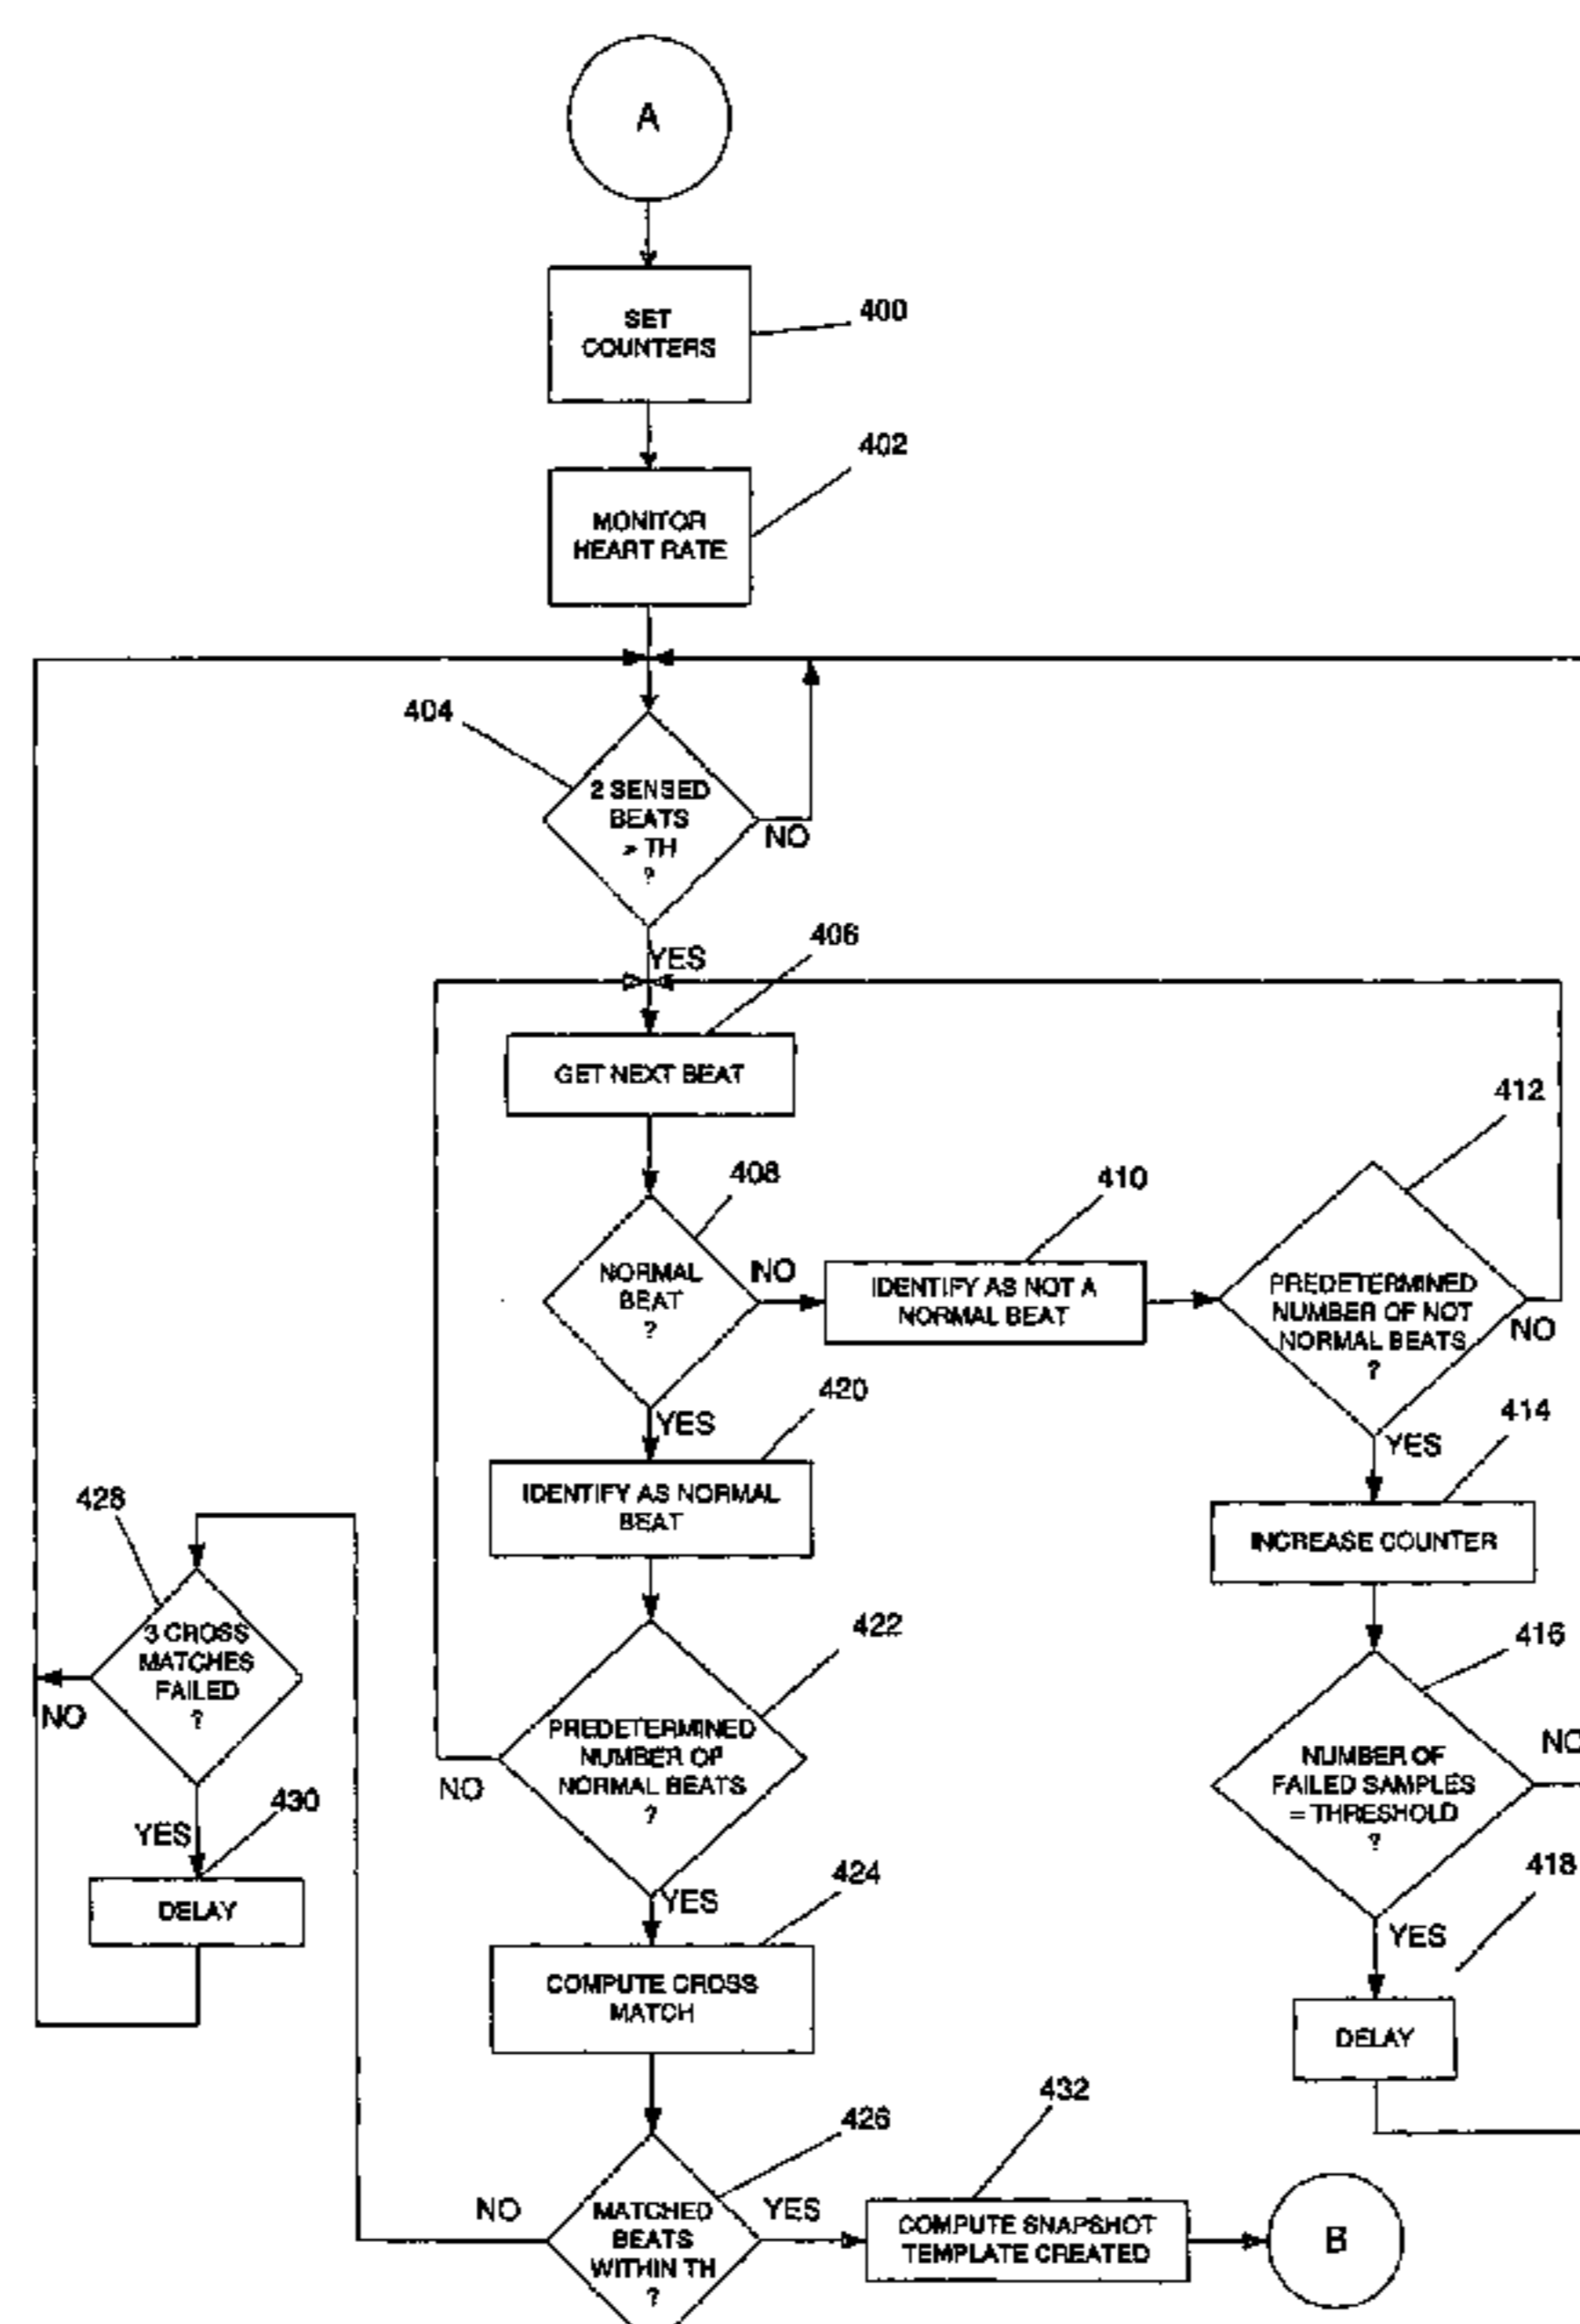 A
SET
COUNTERS
400
MONITOR
HEART RATE
402
404
2 SENSED
BEATS
> TH
?
NO
YES
406
GET NEXT BEAT
408
NORMAL
BEAT
?
NO
410
IDENTIFY AS NOT A
NORMAL BEAT
412
PREDETERMINED
NUMBER OF NOT
NORMAL BEATS
?
NO
YES
414
INCREASE COUNTER
416
NUMBER OF
FAILED SAMPLES
= THRESHOLD
?
NO
YES
418
DELAY
YES
420
IDENTIFY AS NORMAL
BEAT
422
PREDETERMINED
NUMBER OF
NORMAL BEATS
?
NO
YES
424
COMPUTE CROSS
MATCH
426
MATCHED
BEATS
WITHIN TH
?
NO
YES
428
3 CROSS
MATCHES
FAILED
?
NO
YES
430
DELAY
432
COMPUTE SNAPSHOT
TEMPLATE CREATED
B